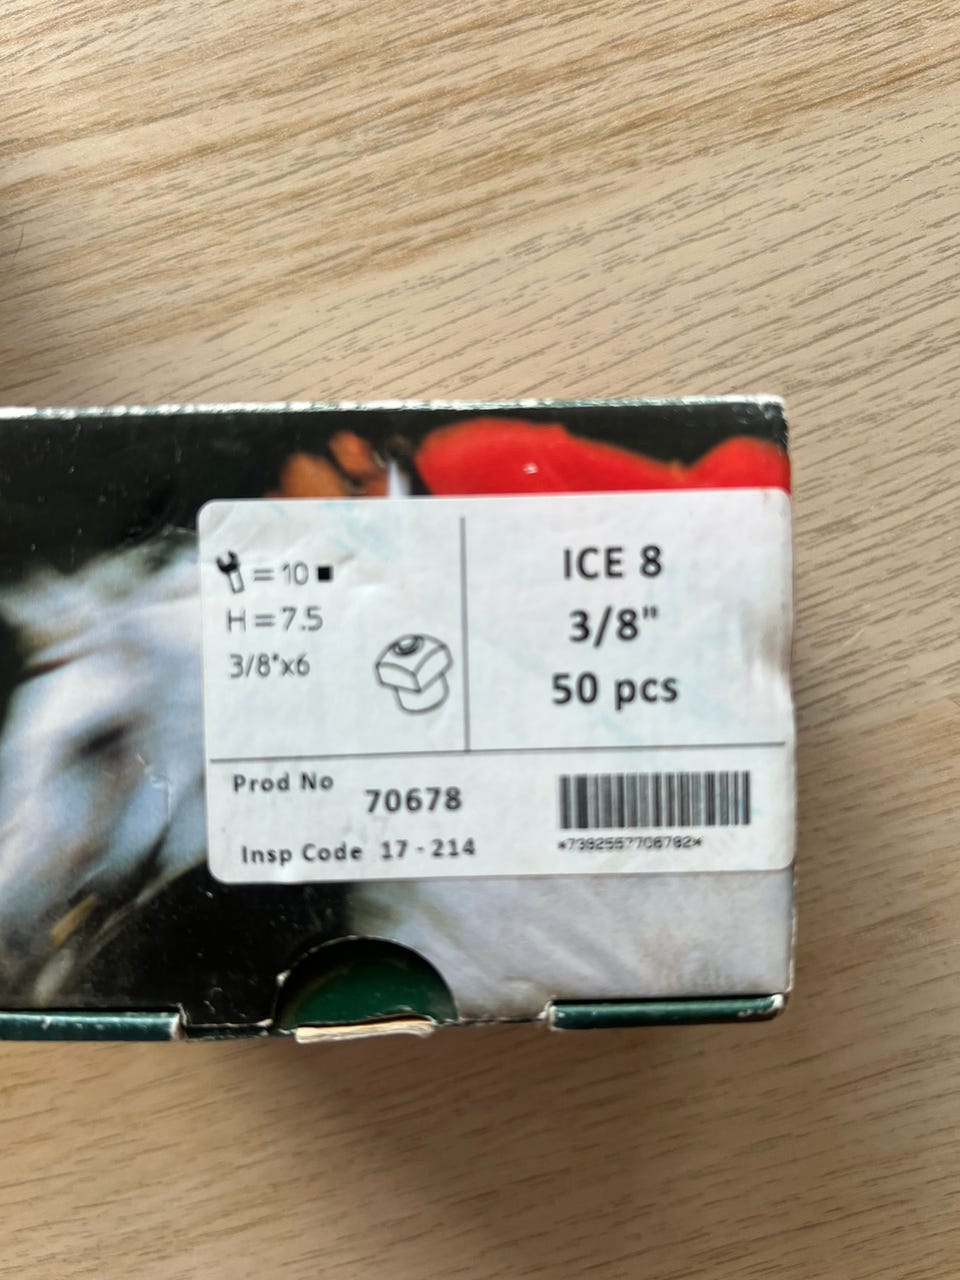 = 10 ■
H = 7.5
3/8"x6
ICE 8
3/8"
50 pcs
Prod No 70678
Insp Code 17 - 214
*7392557706782*